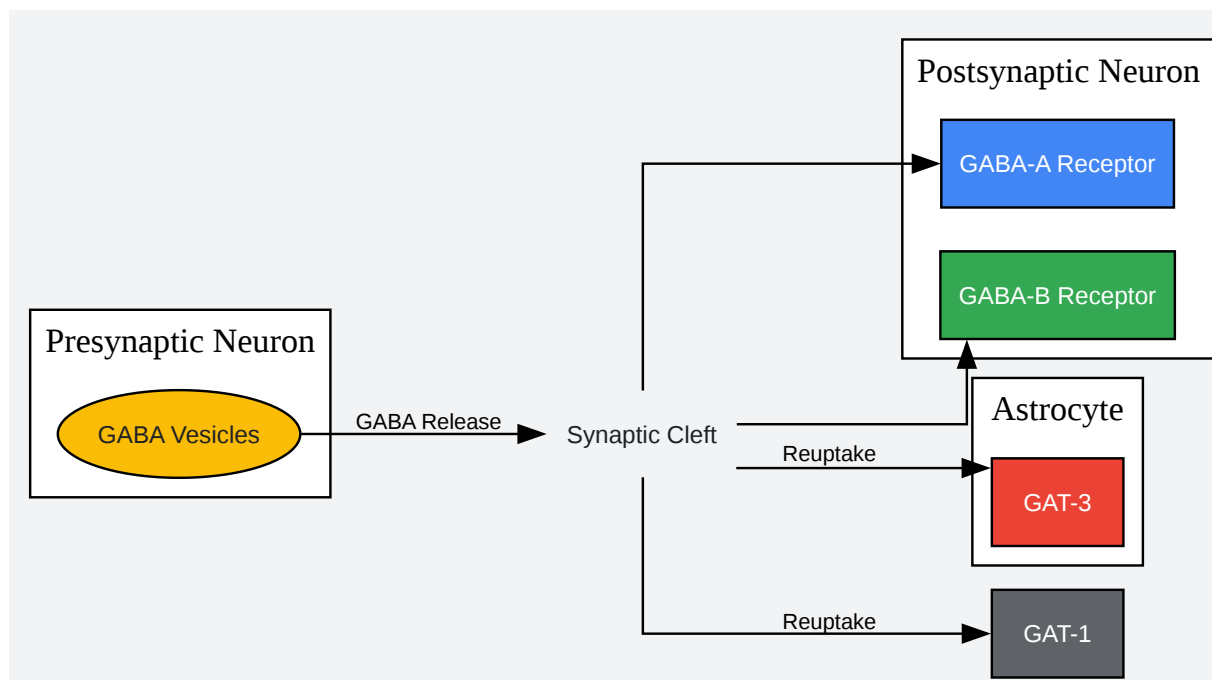 Postsynaptic Neuron
GABA-A Receptor
GABA-B Receptor
Presynaptic Neuron
GABA Vesicles
GABA Release
Synaptic Cleft
Astrocyte
Reuptake
GAT-3
Reuptake
GAT-1